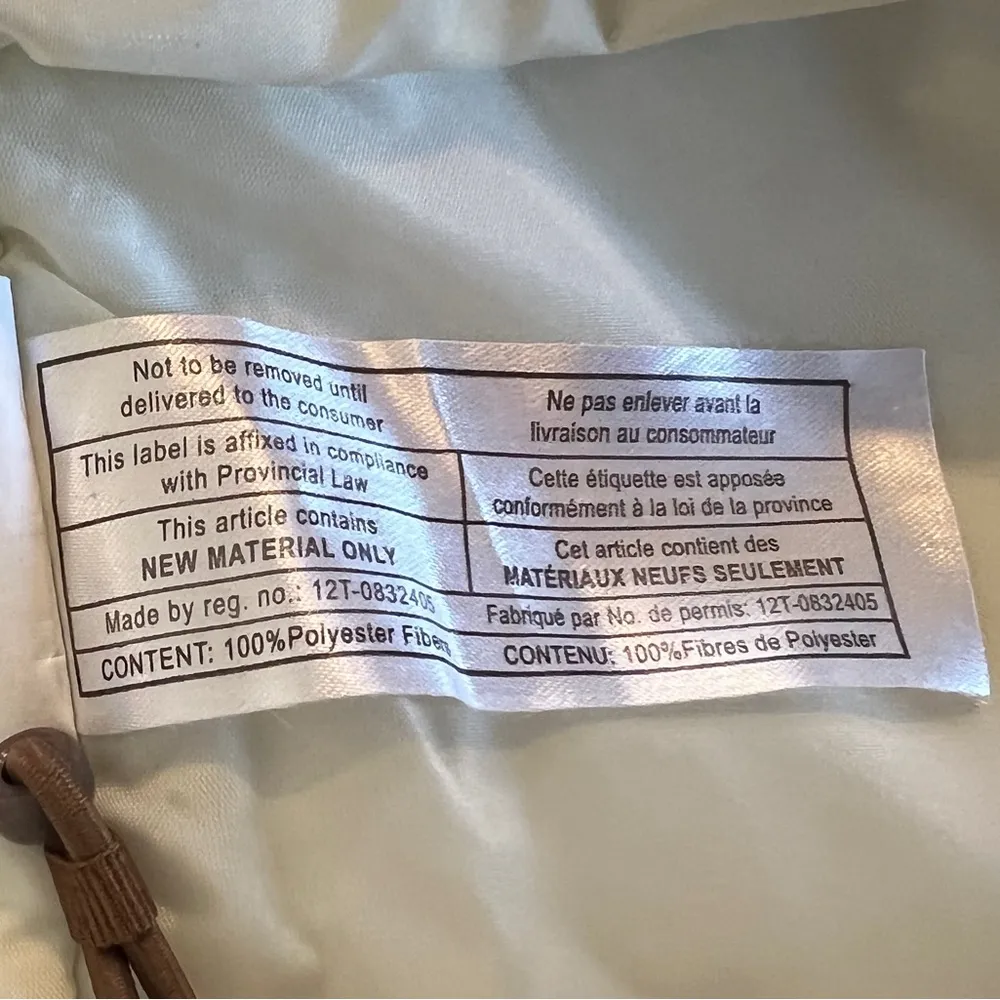 Not to be removed until
delivered to the consumer
Ne pas enlever avant la
livraison au consommateur
This label is affixed in compliance
with Provincial Law
Cette étiquette est apposée
conformément à la loi de la province
This article contains
NEW MATERIAL ONLY
Cet article contient des
MATÉRIAUX NEUFS SEULEMENT
Made by reg. no.: 12T-0832405
Fabriqué par No. de permis: 12T-0832405
CONTENT: 100%Polyester Fibers
CONTENU: 100%Fibres de Polyester